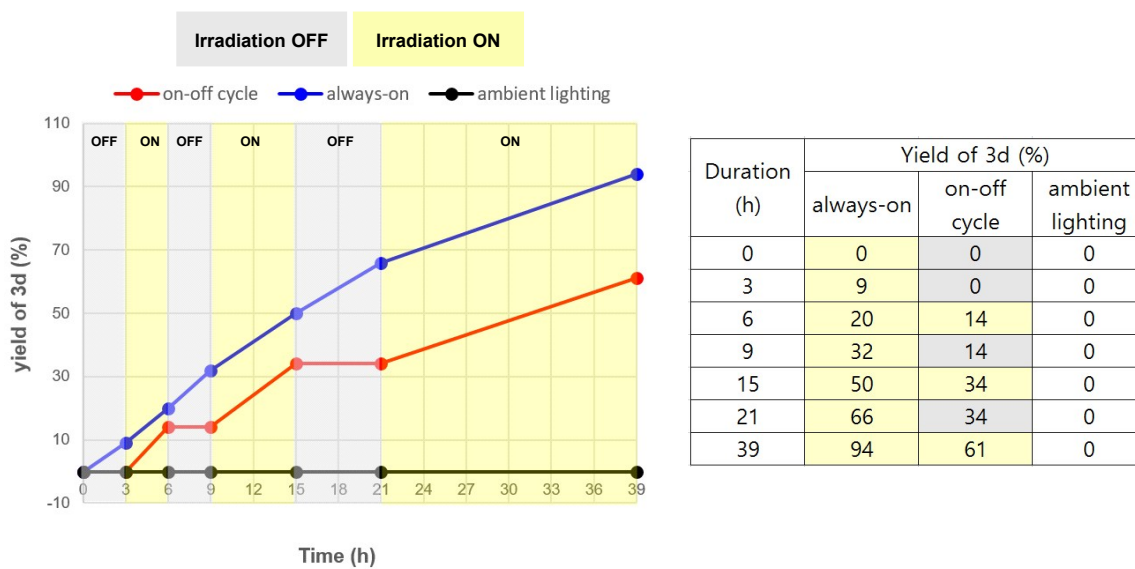 Irradiation OFF Irradiation ON
on-off cycle always-on ambient lighting
110
90
70
50
30
10
-10
OFF ON OFF ON OFF ON
0 3 6 9 12 15 18 21 24 27 30 33 36 39
yield of 3d (%)
Time (h)
Duration (h) Yield of 3d (%)
always-on on-off cycle ambient lighting
0 0 0 0
3 9 0 0
6 20 14 0
9 32 14 0
15 50 34 0
21 66 34 0
39 94 61 0